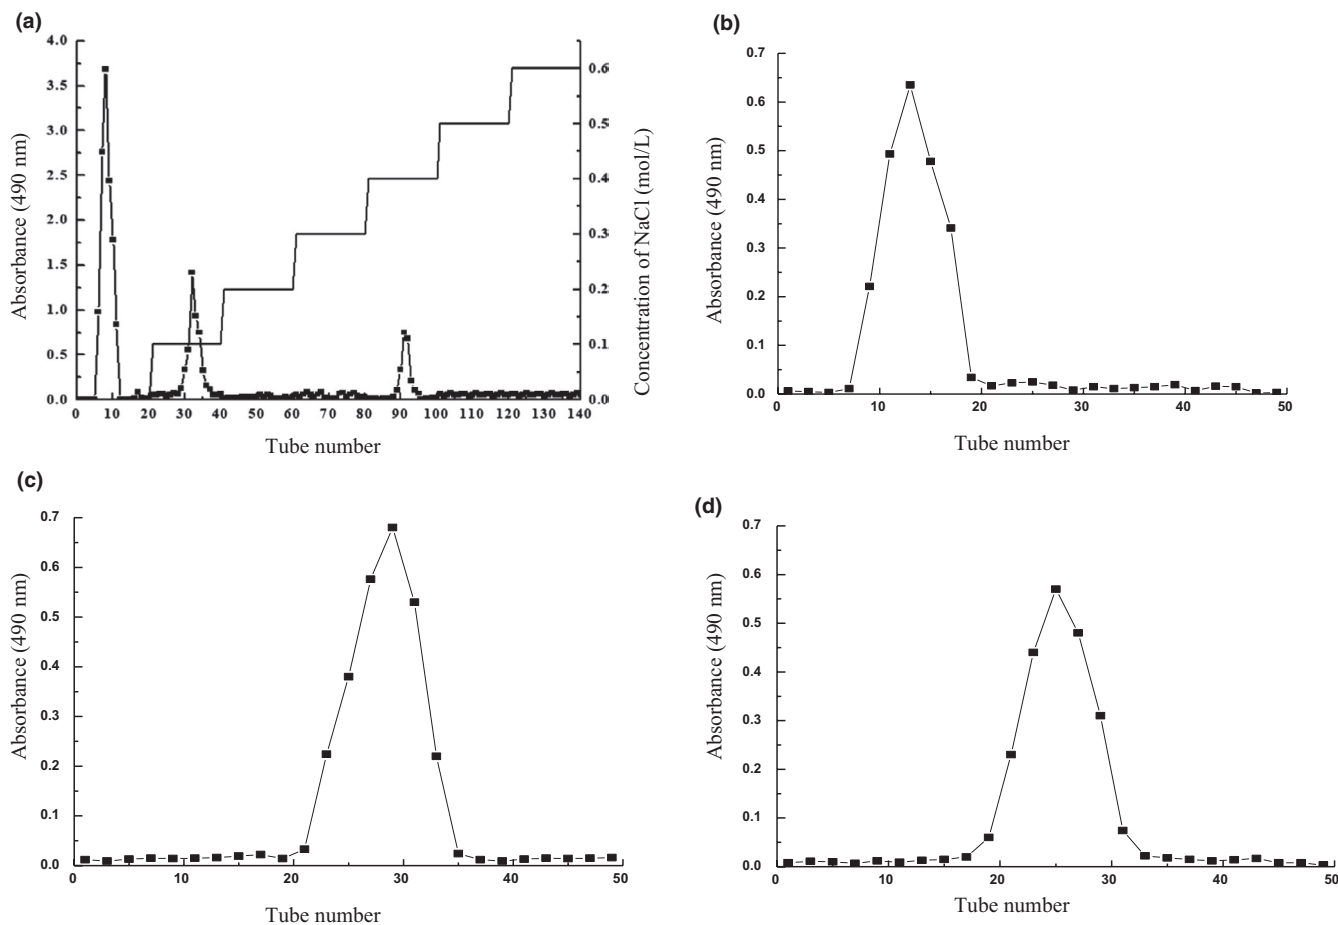 (a)
4.0
3.5
3.0
2.5
2.0
1.5
1.0
0.5
0.0
Absorbance (490 nm)
0 10 20 30 40 50 60 70 80 90 100 110 120 130 140
Tube number
0.6
0.5
0.4
0.3
0.2
0.1
0.0
Concentration of NaCl (mol/L)
(b)
0.7
0.6
0.5
0.4
0.3
0.2
0.1
0.0
Absorbance (490 nm)
0 10 20 30 40 50
Tube number
(c)
0.7
0.6
0.5
0.4
0.3
0.2
0.1
0.0
Absorbance (490 nm)
0 10 20 30 40 50
Tube number
(d)
0.7
0.6
0.5
0.4
0.3
0.2
0.1
0.0
Absorbance (490 nm)
0 10 20 30 40 50
Tube number